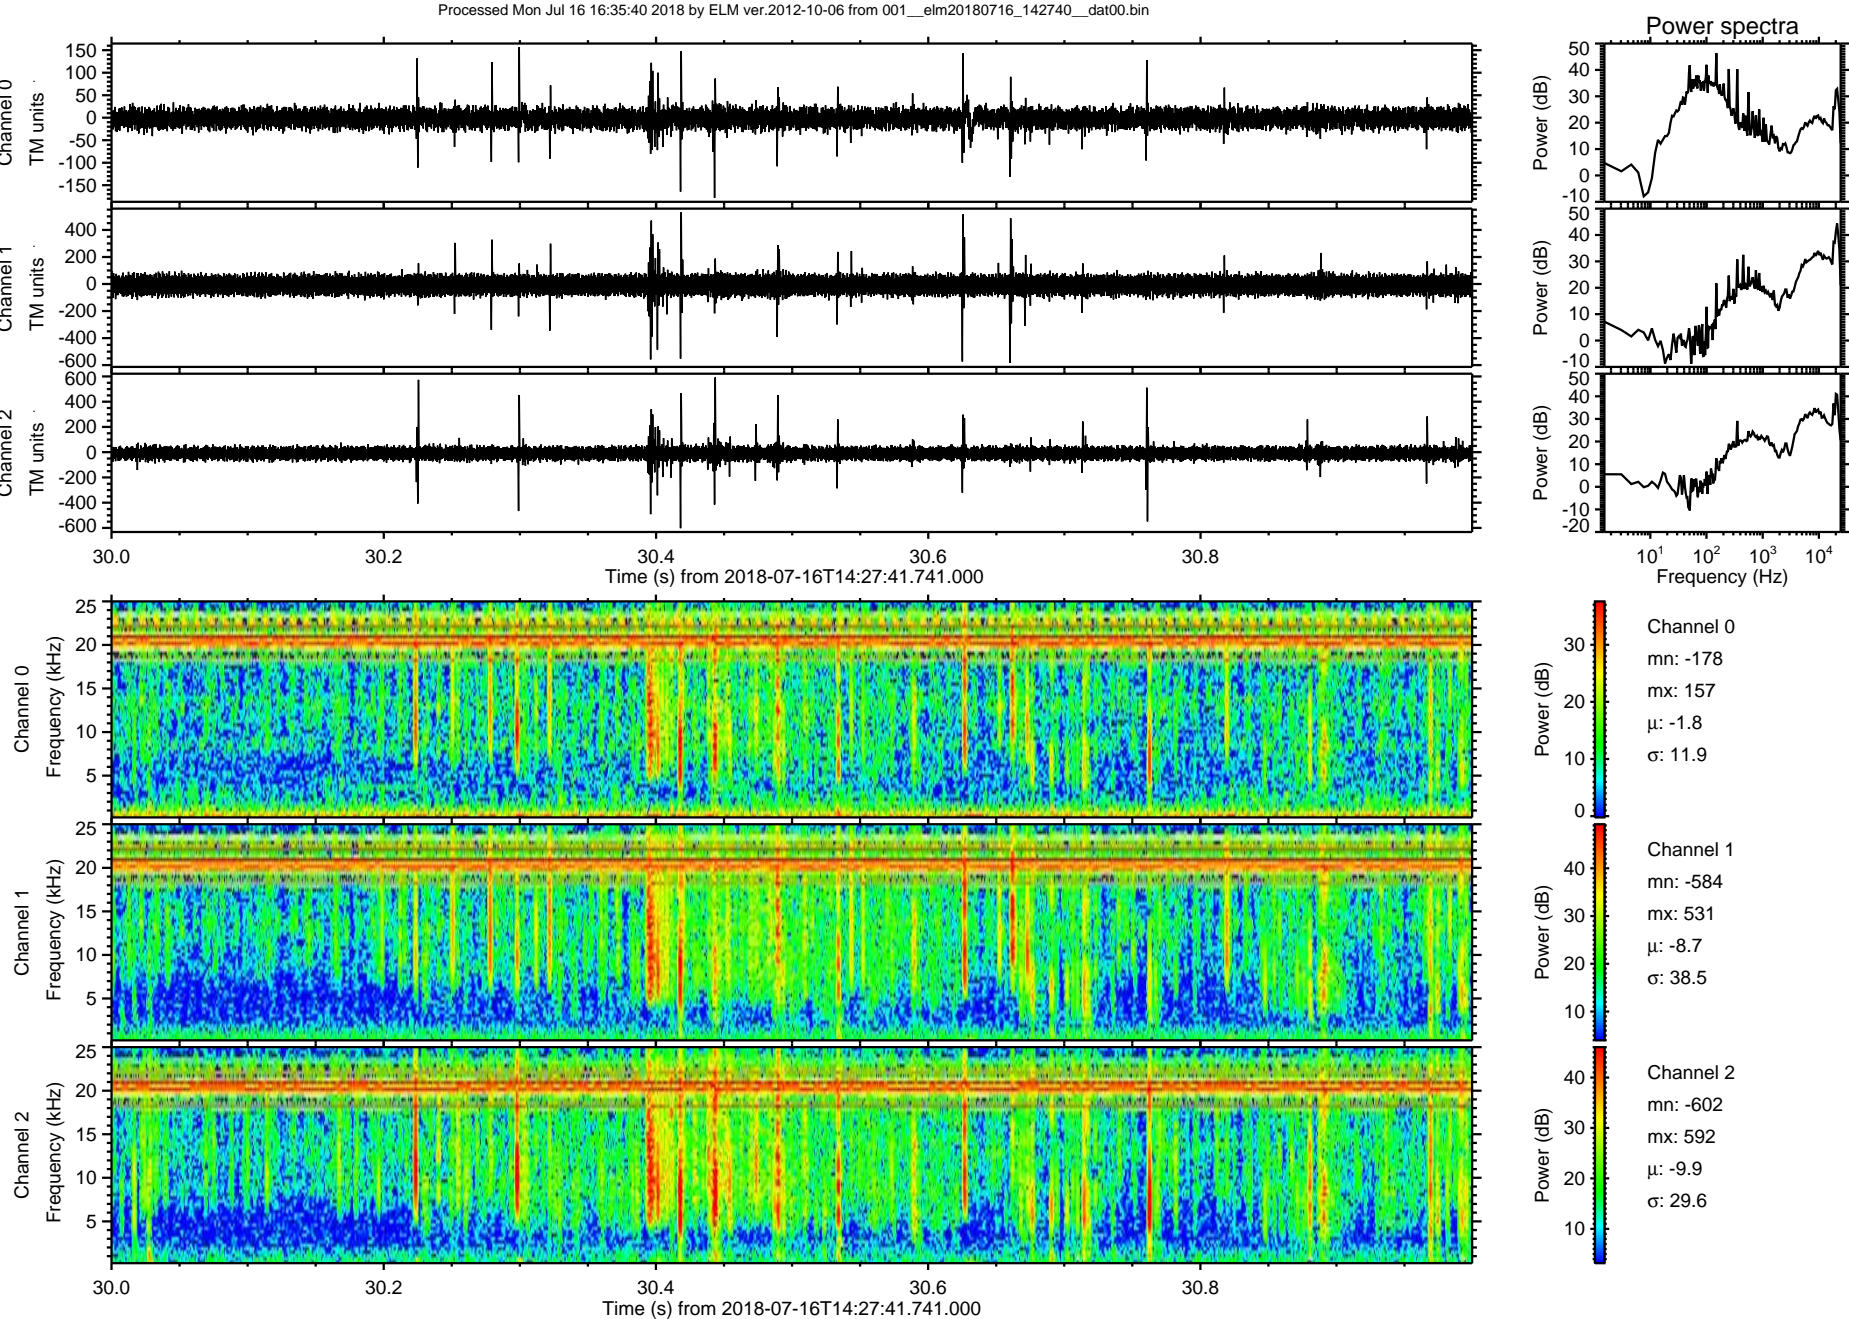 Processed Mon Jul 16 16:35:40 2018 by ELM ver.2012-10-06 from 001__elm20180716_142740__dat00.bin
Power spectra
Channel 0
TM units
150
100
50
0
-50
-100
-150
Power (dB)
50
40
30
20
10
0
-10
Channel 1
TM units
400
200
0
-200
-400
-600
Power (dB)
50
40
30
20
10
0
-10
Channel 2
TM units
600
400
200
0
-200
-400
-600
Power (dB)
50
40
30
20
10
0
-10
-20
30.0 30.2 30.4 30.6 30.8
Time (s) from 2018-07-16T14:27:41.741.000
10¹ 10² 10³ 10⁴
Frequency (Hz)
Channel 0
Frequency (kHz)
25
20
15
10
5
Power (dB)
30
20
10
0
Channel 0
mn: -178
mx: 157
μ: -1.8
σ: 11.9
Channel 1
Frequency (kHz)
25
20
15
10
5
Power (dB)
40
30
20
10
Channel 1
mn: -584
mx: 531
μ: -8.7
σ: 38.5
Channel 2
Frequency (kHz)
25
20
15
10
5
Power (dB)
40
30
20
10
Channel 2
mn: -602
mx: 592
μ: -9.9
σ: 29.6
30.0 30.2 30.4 30.6 30.8
Time (s) from 2018-07-16T14:27:41.741.000